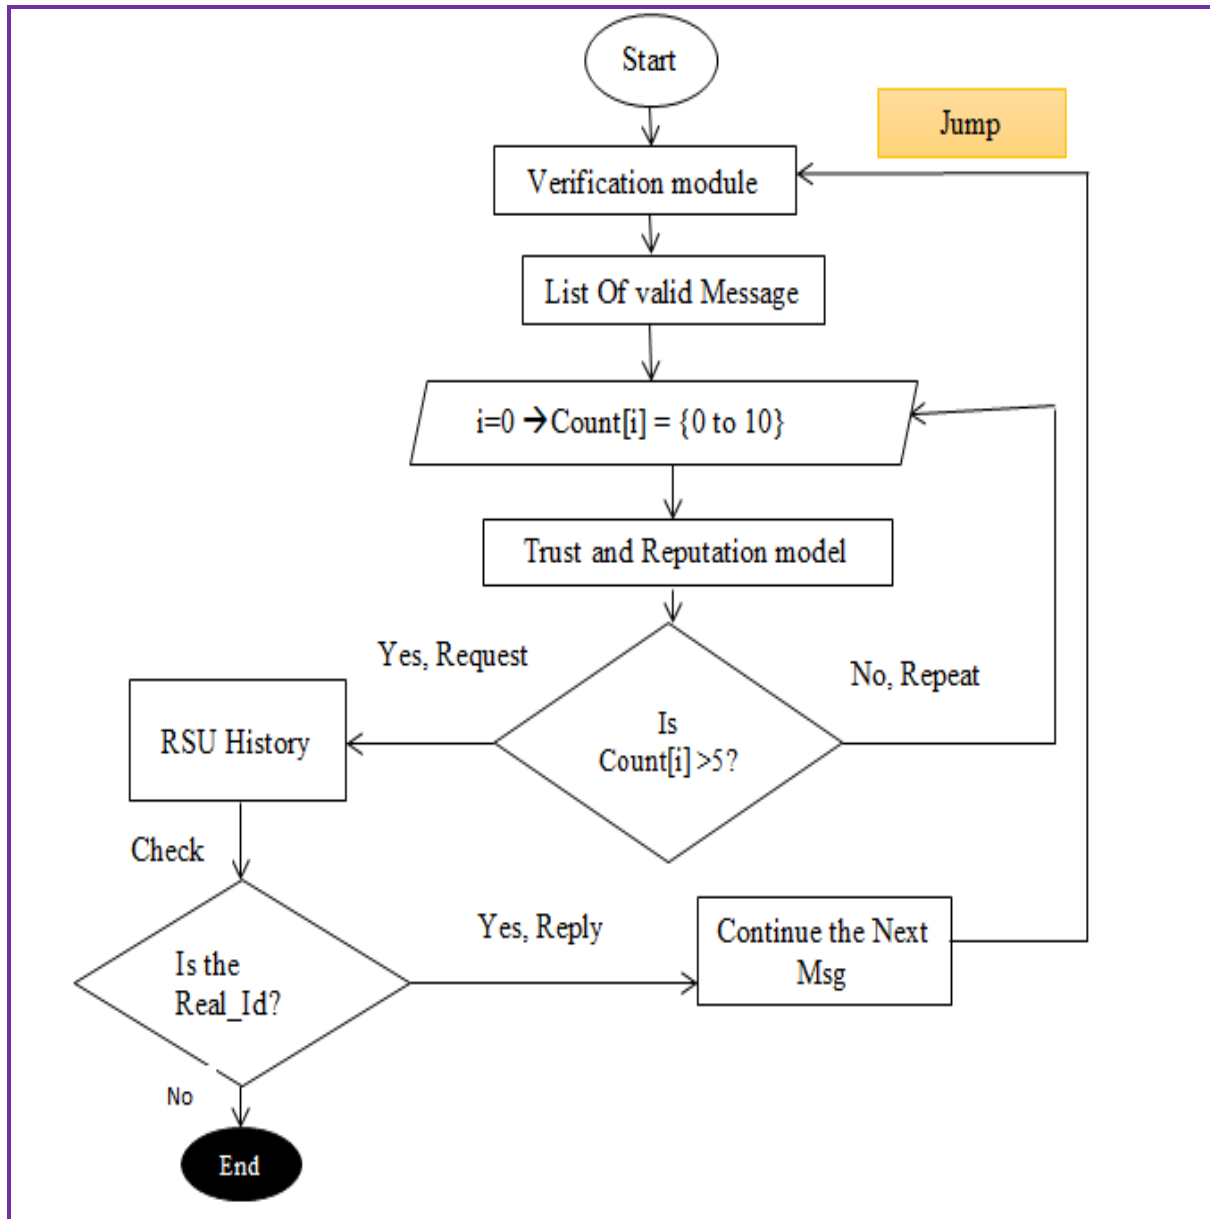 Start
Jump
Verification module
List Of valid Message
i=0 →Count[i] = {0 to 10}
Trust and Reputation model
Yes, Request
No, Repeat
RSU History
Is
Count[i] >5?
Check
Yes, Reply
Continue the Next
Msg
Is the
Real_Id?
No
End